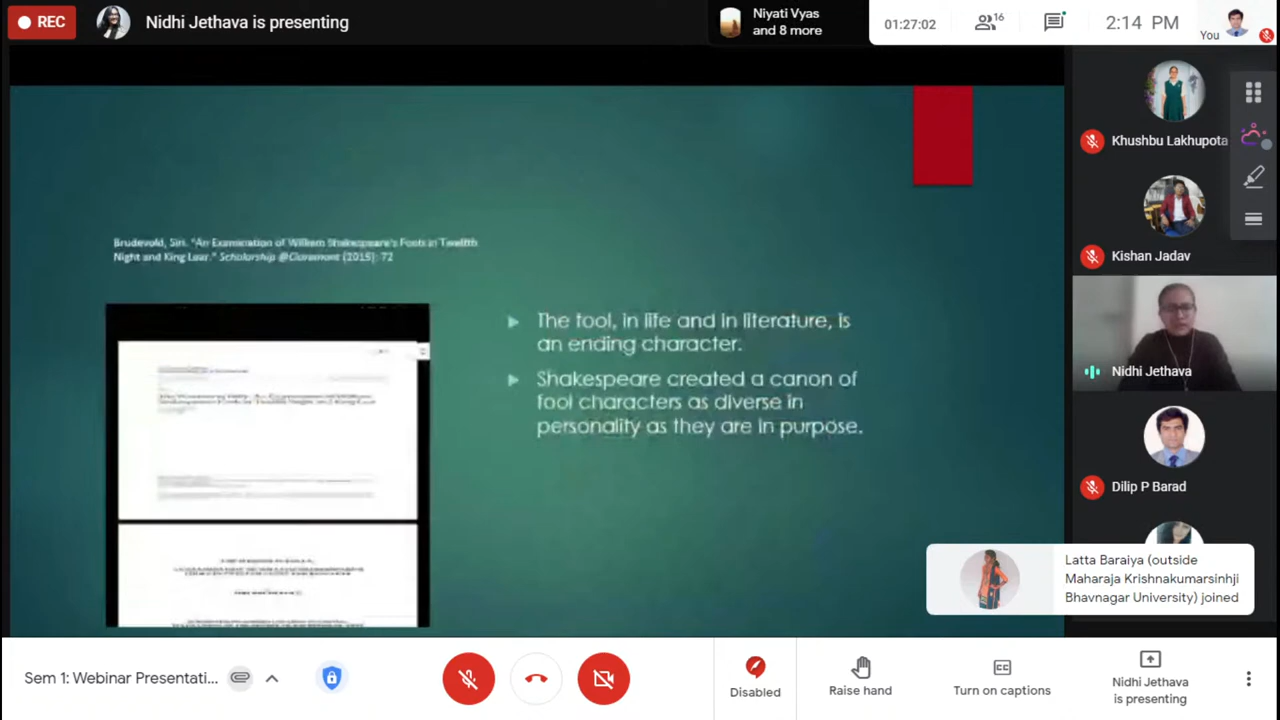 REC
Nidhi Jethava is presenting
Niyati Vyas
and 8 more
01:27:02
16
2:14 PM
You
Khushbu Lakhupota
Kishan Jadav
Nidhi Jethava
Dilip P Barad
Brudevold, Siri. "An Examination of William Shakespeare's Fools in Twelfth
Night and King Lear." Scholarship @Claremont (2015): 72
The fool, in life and in literature, is
an ending character.
Shakespeare created a canon of
fool characters as diverse in
personality as they are in purpose.
Latta Baraiya (outside
Maharaja Krishnakumarsinhji
Bhavnagar University) joined
Sem 1: Webinar Presentati...
Disabled
Raise hand
CC
Turn on captions
Nidhi Jethava
is presenting